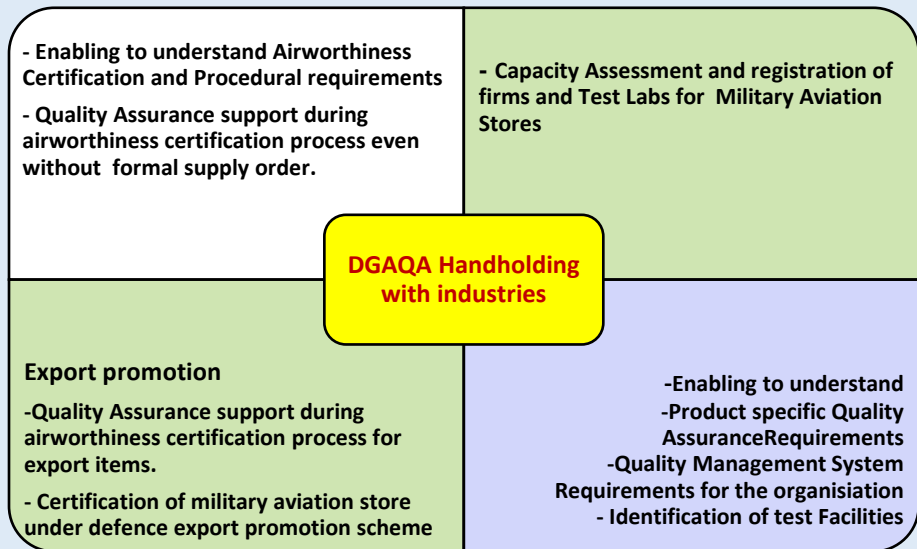 - Enabling to understand Airworthiness
Certification and Procedural requirements
- Quality Assurance support during
airworthiness certification process even
without formal supply order.
- Capacity Assessment and registration of
firms and Test Labs for Military Aviation
Stores
DGAQA Handholding
with industries
Export promotion
-Quality Assurance support during
airworthiness certification process for
export items.
- Certification of military aviation store
under defence export promotion scheme
-Enabling to understand
-Product specific Quality
AssuranceRequirements
-Quality Management System
Requirements for the organisiation
- Identification of test Facilities